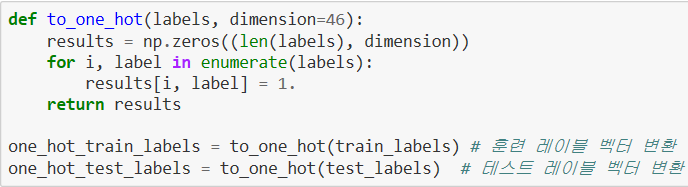 def to_one_hot(labels, dimension=46):
    results = np.zeros((len(labels), dimension))
    for i, label in enumerate(labels):
        results[i, label] = 1.
    return results

one_hot_train_labels = to_one_hot(train_labels) # 훈련 레이블 벡터 변환
one_hot_test_labels = to_one_hot(test_labels)  # 테스트 레이블 벡터 변환